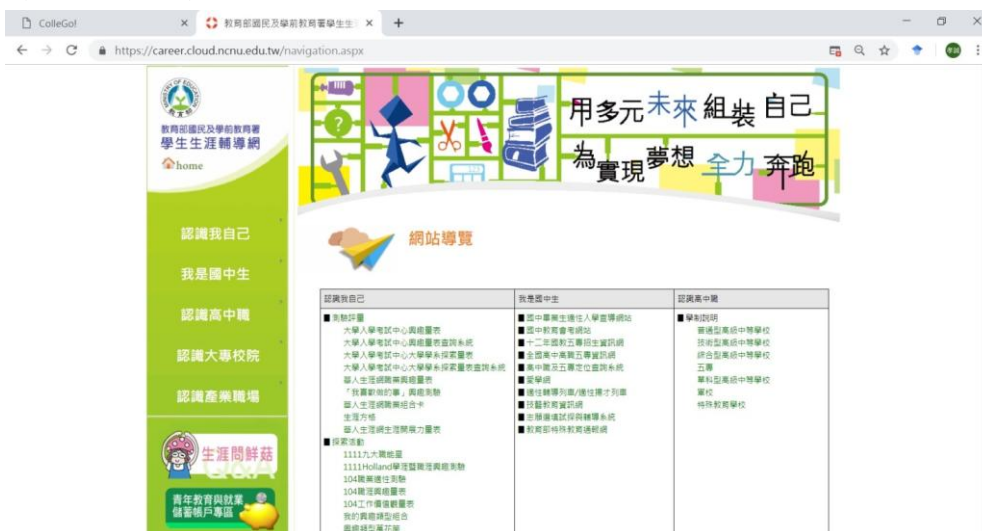 ColleGo!
教育部國民及學前教育署學生生
https://career.cloud.ncnu.edu.tw/navigation.aspx
教育部國民及學前教育署
學生生涯輔導網
home
用多元未來組裝自己
為實現夢想全力奔跑
認識我自己
我是國中生
認識高中職
認識大專校院
認識產業職場
生涯問鮮菇
Q&A
青年教育與就業
儲蓄帳戶專區
網站導覽
認識我自己
■測驗評量
大學入學考試中心興趣量表
大學入學考試中心興趣量表查詢系統
大學入學考試中心大學學系探索量表
大學入學考試中心大學學系探索量表查詢系統
華人生涯網職業興趣量表
「我喜歡做的事」興趣測驗
華人生涯網職業組合卡
生涯方格
華人生涯網生涯開展力量表
■探索活動
1111九大職能星
1111Holland學涯暨職涯興趣測驗
104職業適性測驗
104職涯興趣量表
104工作價值觀量表
我的興趣類型組合
興趣類型萬花筒
我是國中生
■國中畢業生適性入學宣導網站
■國中教育會考網站
■十二年國教五專招生資訊網
■全國高中高職五專資訊網
■高中職及五專定位查詢系統
■愛學網
■適性輔導列車/適性揚才列車
■技藝教育資訊網
■志願選填試探與輔導系統
■教育部特殊教育通報網
認識高中職
■學制說明
普通型高級中等學校
技術型高級中等學校
綜合型高級中等學校
五專
單科型高級中等學校
軍校
特殊教育學校